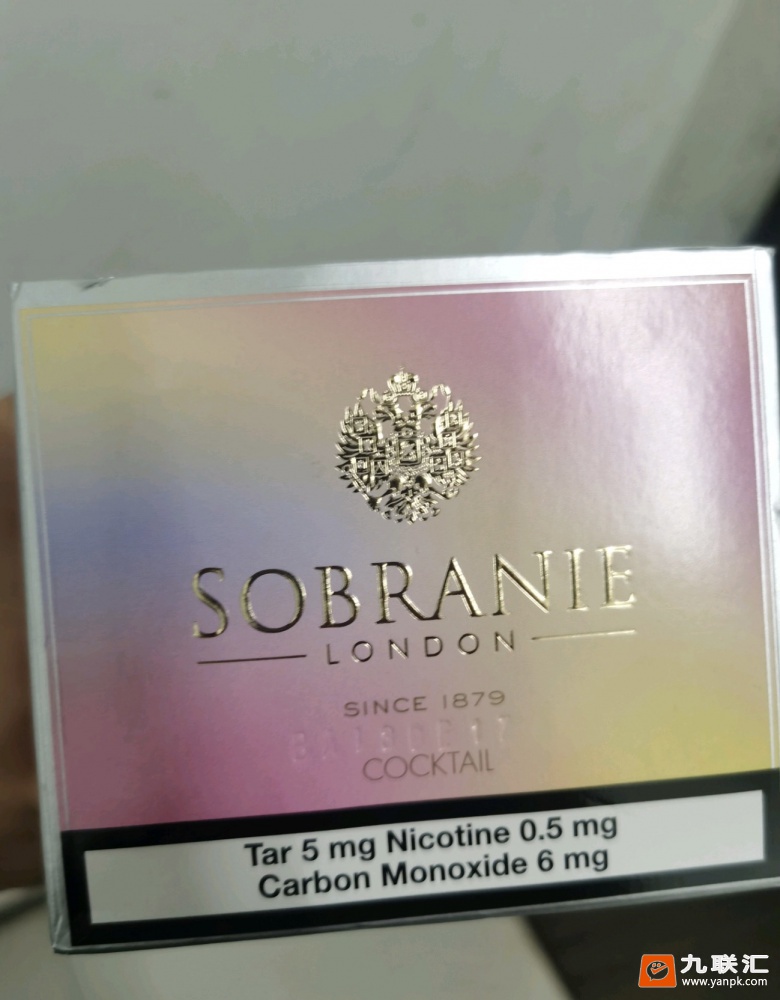 SOBRANIE
LONDON
SINCE 1879
COCKTAIL
Tar 5 mg Nicotine 0.5 mg
Carbon Monoxide 6 mg
九联汇
www.yanpk.com